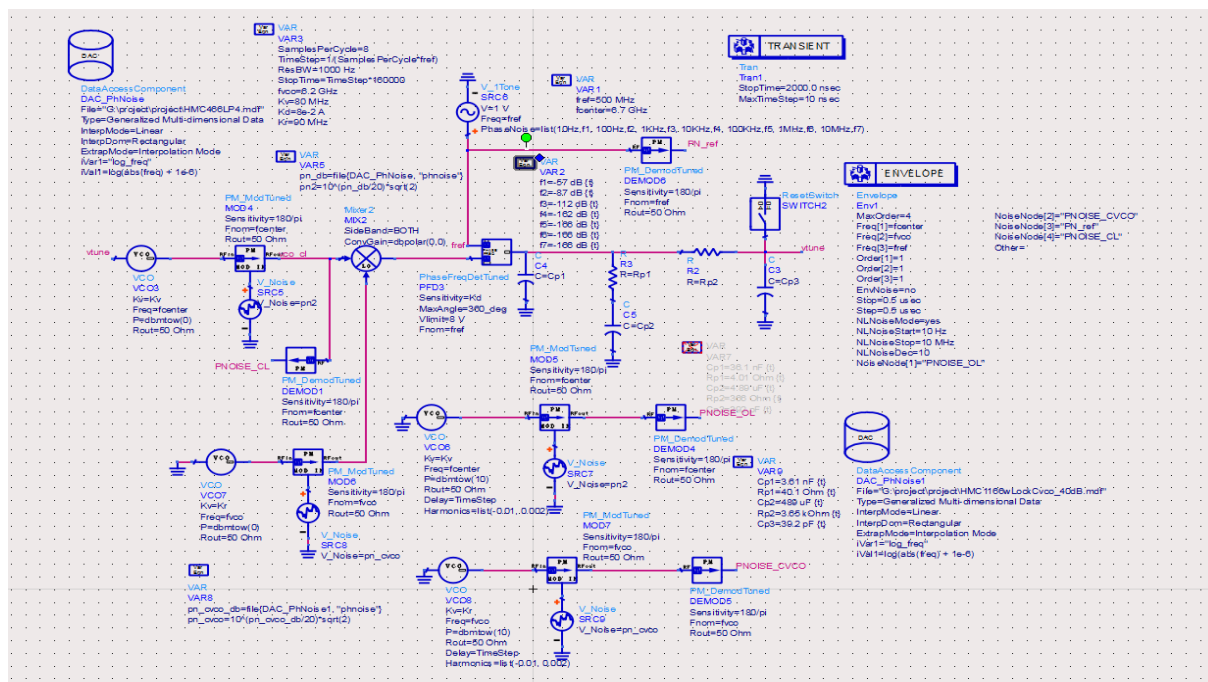 VAR
VAR3
SamplesPerCycle=8
TimeStep=1/(SamplesPerCycle*fref)
ResBW=1000 Hz
StopTime=TimeStep*160000
fvco=6.2 GHz
Kv=80 MHz
Kd=8e-2 A
Kr=90 MHz
DAC
DataAccessComponent
DAC_PhNoise
File="G:\project\project\HMC466LP4.mdf"
Type=Generalized Multi-dimensional Data
InterpMode=Linear
InterpDom=Rectangular
ExtrapMode=Interpolation Mode
iVar1="log_freq"
iVal1=log(abs(freq) + 1e-6)
VAR
VAR5
pn_db=file{DAC_PhNoise, "phnoise"}
pn2=10^(pn_db/20)*sqrt(2)
V_1Tone
SRC6
V=1 V
Freq=fref
PhaseNoise=list(10Hz,f1, 100Hz,f2, 1KHz,f3, 10KHz,f4, 100KHz,f5, 1MHz,f6, 10MHz,f7)
VAR
VAR1
fref=500 MHz
fcenter=6.7 GHz
TRANSIENT
Tran
Tran1
StopTime=2000.0 nsec
MaxTimeStep=10 nsec
PN_ref
PM_DemodTuned
DEMOD6
Sensitivity=180/pi
Fnom=fref
Rout=50 Ohm
VAR
VAR2
f1=-57 dB {t}
f2=-87 dB {t}
f3=-112 dB {t}
f4=-162 dB {t}
f5=-166 dB {t}
f6=-166 dB {t}
f7=-166 dB {t}
ENVELOPE
Envelope
Env1
MaxOrder=4
Freq[1]=fcenter
Freq[2]=fvco
Freq[3]=fref
Order[1]=1
Order[2]=1
Order[3]=1
EnvNoise=no
Stop=0.5 usec
Step=0.5 usec
NLNoiseMode=yes
NLNoiseStart=10 Hz
NLNoiseStop=10 MHz
NLNoiseDec=10
NoiseNode[1]="PNOISE_OL"
NoiseNode[2]="PNOISE_CVCO"
NoiseNode[3]="PN_ref"
NoiseNode[4]="PNOISE_CL"
Other=
PM_ModTuned
MOD4
Sensitivity=180/pi
Fnom=fcenter
Rout=50 Ohm
Mixer2
MIX2
SideBand=BOTH
ConvGain=dbpolar(0,0)
fref
ResetSwitch
SWITCH2
vtune
VCO
VCO3
Kv=Kv
Freq=fcenter
P=dbmtow(0)
Rout=50 Ohm
V_Noise
SRC5
V_Noise=pn2
PhaseFreqDetTuned
PFD3
Sensitivity=Kd
MaxAngle=360_deg
Vlimit=8 V
Fnom=fref
C
C4
C=Cp1
R
R3
R=Rp1
R
R2
R=Rp2
vtune
C
C3
C=Cp3
C
C5
C=Cp2
PNOISE_CL
PM_DemodTuned
DEMOD1
Sensitivity=180/pi
Fnom=fcenter
Rout=50 Ohm
PM_ModTuned
MOD5
Sensitivity=180/pi
Fnom=fcenter
Rout=50 Ohm
VAR
VAR7
Cp1=36.1 nF {t}
Rp1=4.01 Ohm {t}
PNOISE_OL
VCO
VCO6
Kv=Kv
Freq=fcenter
P=dbmtow(10)
Rout=50 Ohm
Delay=TimeStep
Harmonics=list(-0.01, 0.002)
V_Noise
SRC7
V_Noise=pn2
PM_DemodTuned
DEMOD4
Sensitivity=180/pi
Fnom=fcenter
Rout=50 Ohm
VAR
VAR9
Cp1=3.61 nF {t}
Rp1=40.1 Ohm {t}
Cp2=489 uF {t}
Rp2=3.65 kOhm {t}
Cp3=39.2 pF {t}
DAC
DataAccessComponent
DAC_PhNoise1
File="G:\project\project\HMC1166wLockCvco_40dB.mdf"
Type=Generalized Multi-dimensional Data
InterpMode=Linear
InterpDom=Rectangular
ExtrapMode=Interpolation Mode
iVar1="log_freq"
iVal1=log(abs(freq) + 1e-6)
VCO
VCO7
Kv=Kr
Freq=fvco
P=dbmtow(0)
Rout=50 Ohm
PM_ModTuned
MOD6
Sensitivity=180/pi
Fnom=fvco
Rout=50 Ohm
V_Noise
SRC8
V_Noise=pn_cvco
VAR
VAR8
pn_cvco_db=file{DAC_PhNoise1, "phnoise"}
pn_cvco=10^(pn_cvco_db/20)*sqrt(2)
PM_ModTuned
MOD7
Sensitivity=180/pi
Fnom=fvco
Rout=50 Ohm
PNOISE_CVCO
VCO
VCO8
Kv=Kr
Freq=fvco
P=dbmtow(10)
Rout=50 Ohm
Delay=TimeStep
Harmonics=list(-0.01, 0.002)
V_Noise
SRC9
V_Noise=pn_cvco
PM_DemodTuned
DEMOD5
Sensitivity=180/pi
Fnom=fvco
Rout=50 Ohm